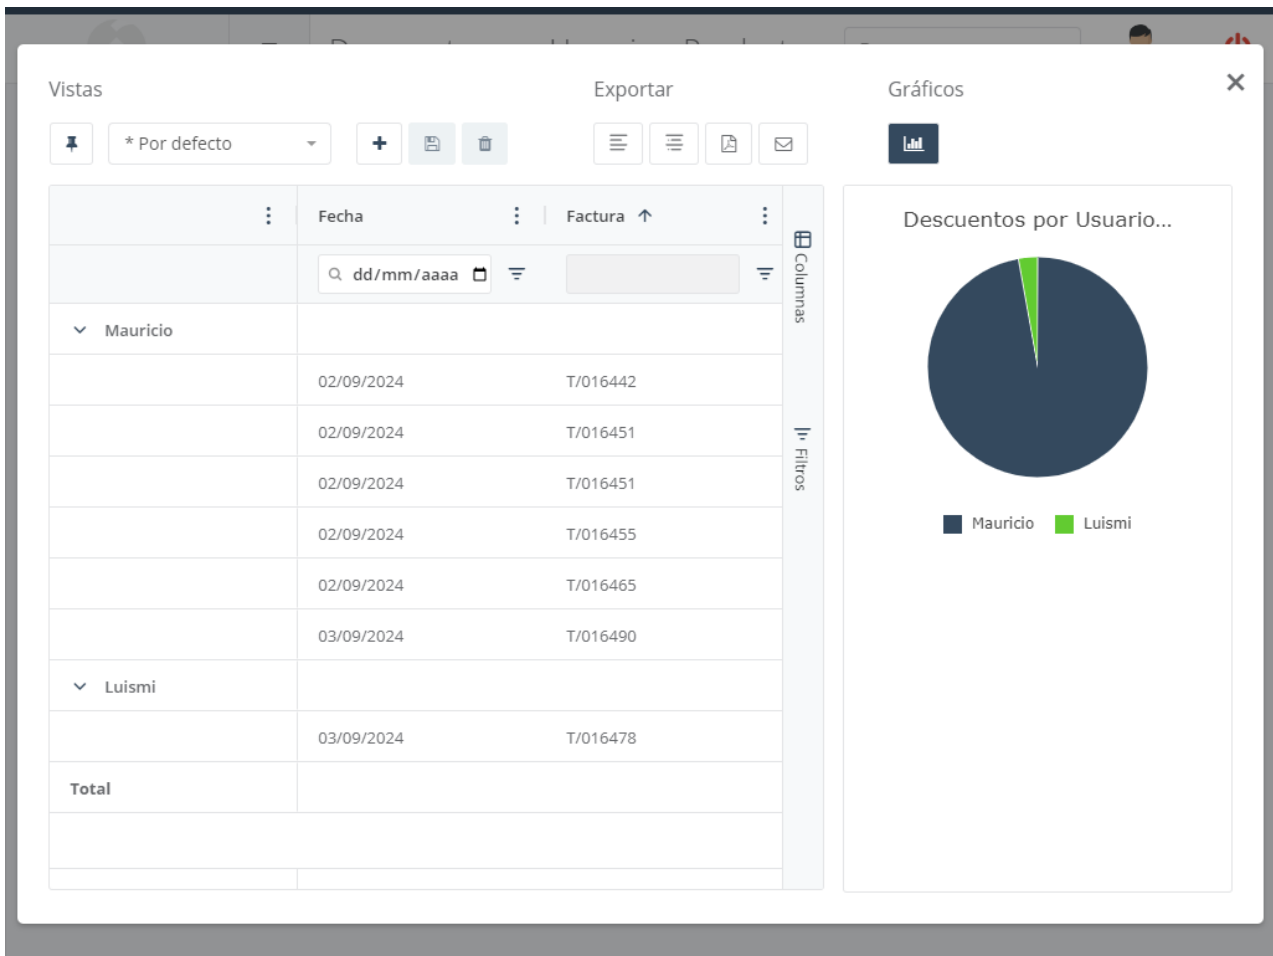 Vistas
Exportar
Gráficos
* Por defecto
Fecha
Factura
Descuentos por Usuario...
dd/mm/aaaa
Columnas
Mauricio
02/09/2024 T/016442
02/09/2024 T/016451
Filtros
02/09/2024 T/016451
02/09/2024 T/016455
Mauricio Luismi
02/09/2024 T/016465
03/09/2024 T/016490
Luismi
03/09/2024 T/016478
Total